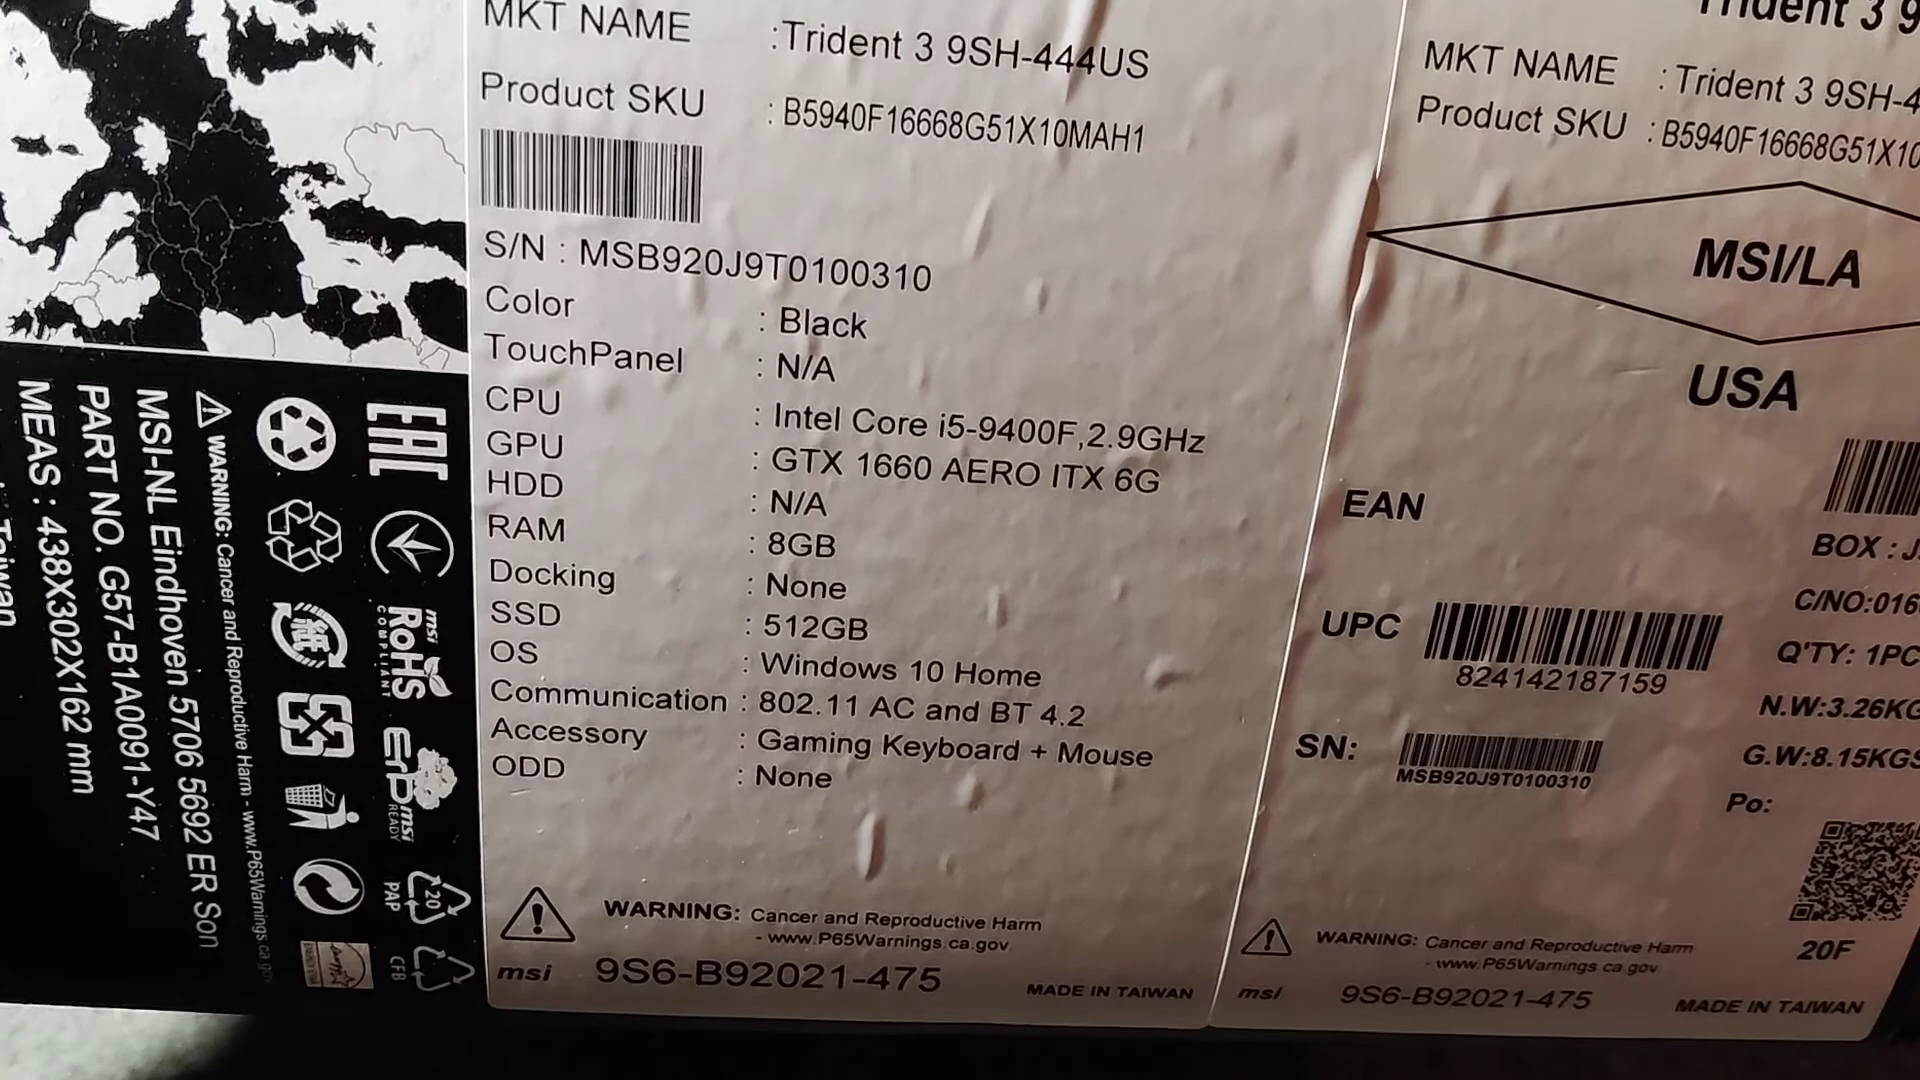 MKT NAME : Trident 3 9SH-444US
Product SKU : B5940F16668G51X10MAH1
S/N : MSB920J9T0100310
Color : Black
TouchPanel : N/A
CPU : Intel Core i5-9400F,2.9GHz
GPU : GTX 1660 AERO ITX 6G
HDD : N/A
RAM : 8GB
Docking : None
SSD : 512GB
OS : Windows 10 Home
Communication : 802.11 AC and BT 4.2
Accessory : Gaming Keyboard + Mouse
ODD : None
WARNING: Cancer and Reproductive Harm
- www.P65Warnings.ca.gov
msi 9S6-B92021-475 MADE IN TAIWAN
Trident 3 9
MKT NAME : Trident 3 9SH-4
Product SKU : B5940F16668G51X10
MSI/LA
USA
EAN
BOX : J
C/NO:016
UPC
824142187159
Q'TY: 1PC
N.W:3.26KG
SN:
MSB920J9T0100310
G.W:8.15KGS
Po:
20F
WARNING: Cancer and Reproductive Harm
- www.P65Warnings.ca.gov
msi 9S6-B92021-475 MADE IN TAIWAN
EAC
msi
RoHS
COMPLIANT
ErP
msi
READY
20
PAP
CFB
紙
WARNING: Cancer and Reproductive Harm - www.P65Warnings.ca.gov
MSI-NL Eindhoven 5706 5692 ER Son
PART NO. G57-B1A0091-Y47
MEAS : 438X302X162 mm
Taiwan